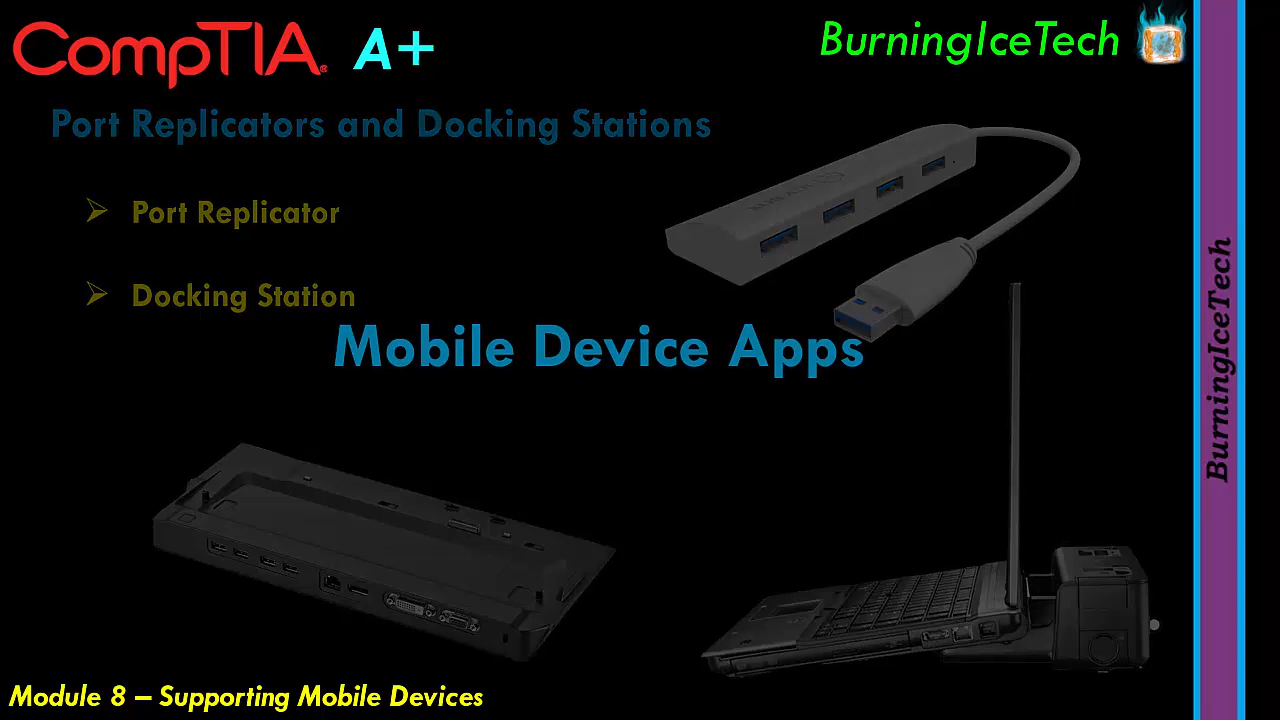 CompTIA® A+
BurningIceTech
Port Replicators and Docking Stations
➢ Port Replicator
➢ Docking Station
Mobile Device Apps
Module 8 – Supporting Mobile Devices
BurningIceTech